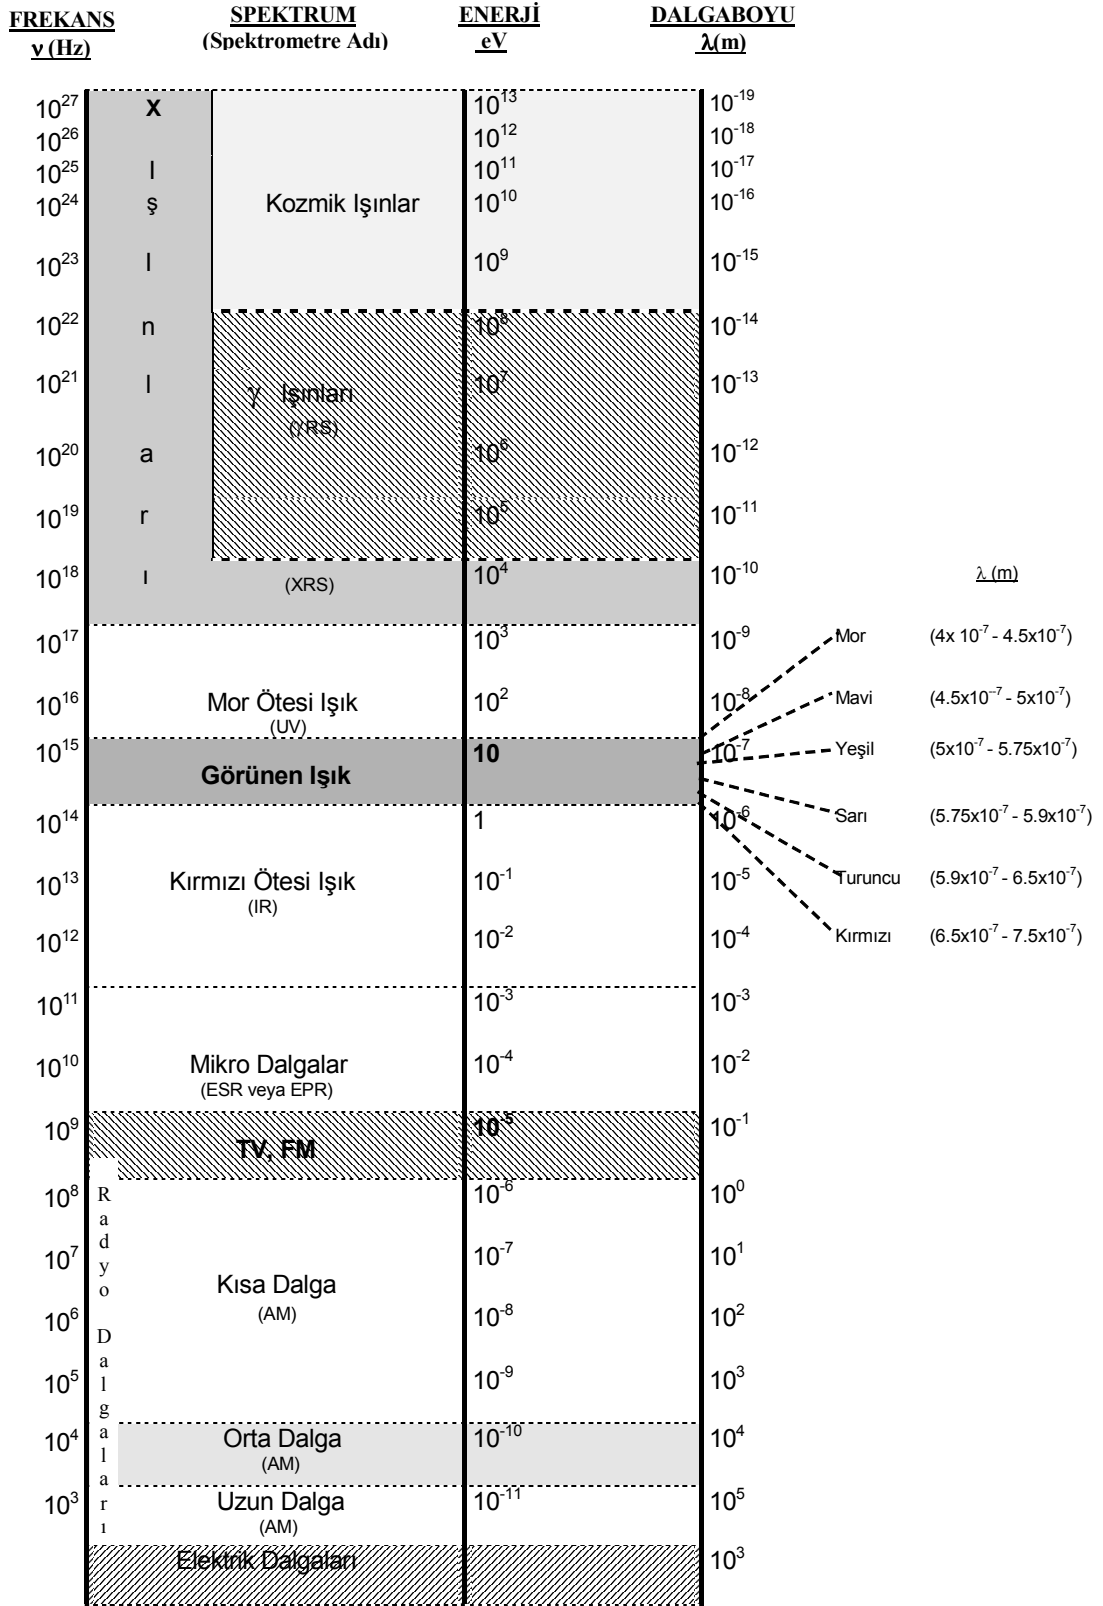 FREKANS SPEKTRUM ENERJİ DALGABOYU
ν (Hz) (Spektrometre Adı) eV λ(m)
10^27 X 10^13 10^-19
10^26 10^12 10^-18
10^25 I 10^11 10^-17
10^24 ş Kozmik Işınlar 10^10 10^-16
10^23 I 10^9 10^-15
10^22 n 10^8 10^-14
10^21 I γ Işınları 10^7 10^-13
(γRS)
10^20 a 10^6 10^-12
10^19 r 10^5 10^-11
10^18 ı (XRS) 10^4 10^-10 λ (m)
10^17 10^3 10^-9 Mor (4x 10^-7 - 4.5x10^-7)
10^16 Mor Ötesi Işık 10^2 10^-8 Mavi (4.5x10^-7 - 5x10^-7)
(UV)
10^15 10 10^-7 Yeşil (5x10^-7 - 5.75x10^-7)
Görünen Işık
10^14 1 10^-6 Sarı (5.75x10^-7 - 5.9x10^-7)
10^13 Kırmızı Ötesi Işık 10^-1 10^-5 Turuncu (5.9x10^-7 - 6.5x10^-7)
(IR)
10^12 10^-2 10^-4 Kırmızı (6.5x10^-7 - 7.5x10^-7)
10^11 10^-3 10^-3
10^10 Mikro Dalgalar 10^-4 10^-2
(ESR veya EPR)
10^9 10^-5 10^-1
TV, FM
10^8 10^-6 10^0
10^7 10^-7 10^1
Kısa Dalga
10^6 (AM) 10^-8 10^2
10^5 10^-9 10^3
10^4 Orta Dalga 10^-10 10^4
(AM)
10^3 Uzun Dalga 10^-11 10^5
(AM)
Radyo Dalgaları
Elektrik Dalgaları 10^3